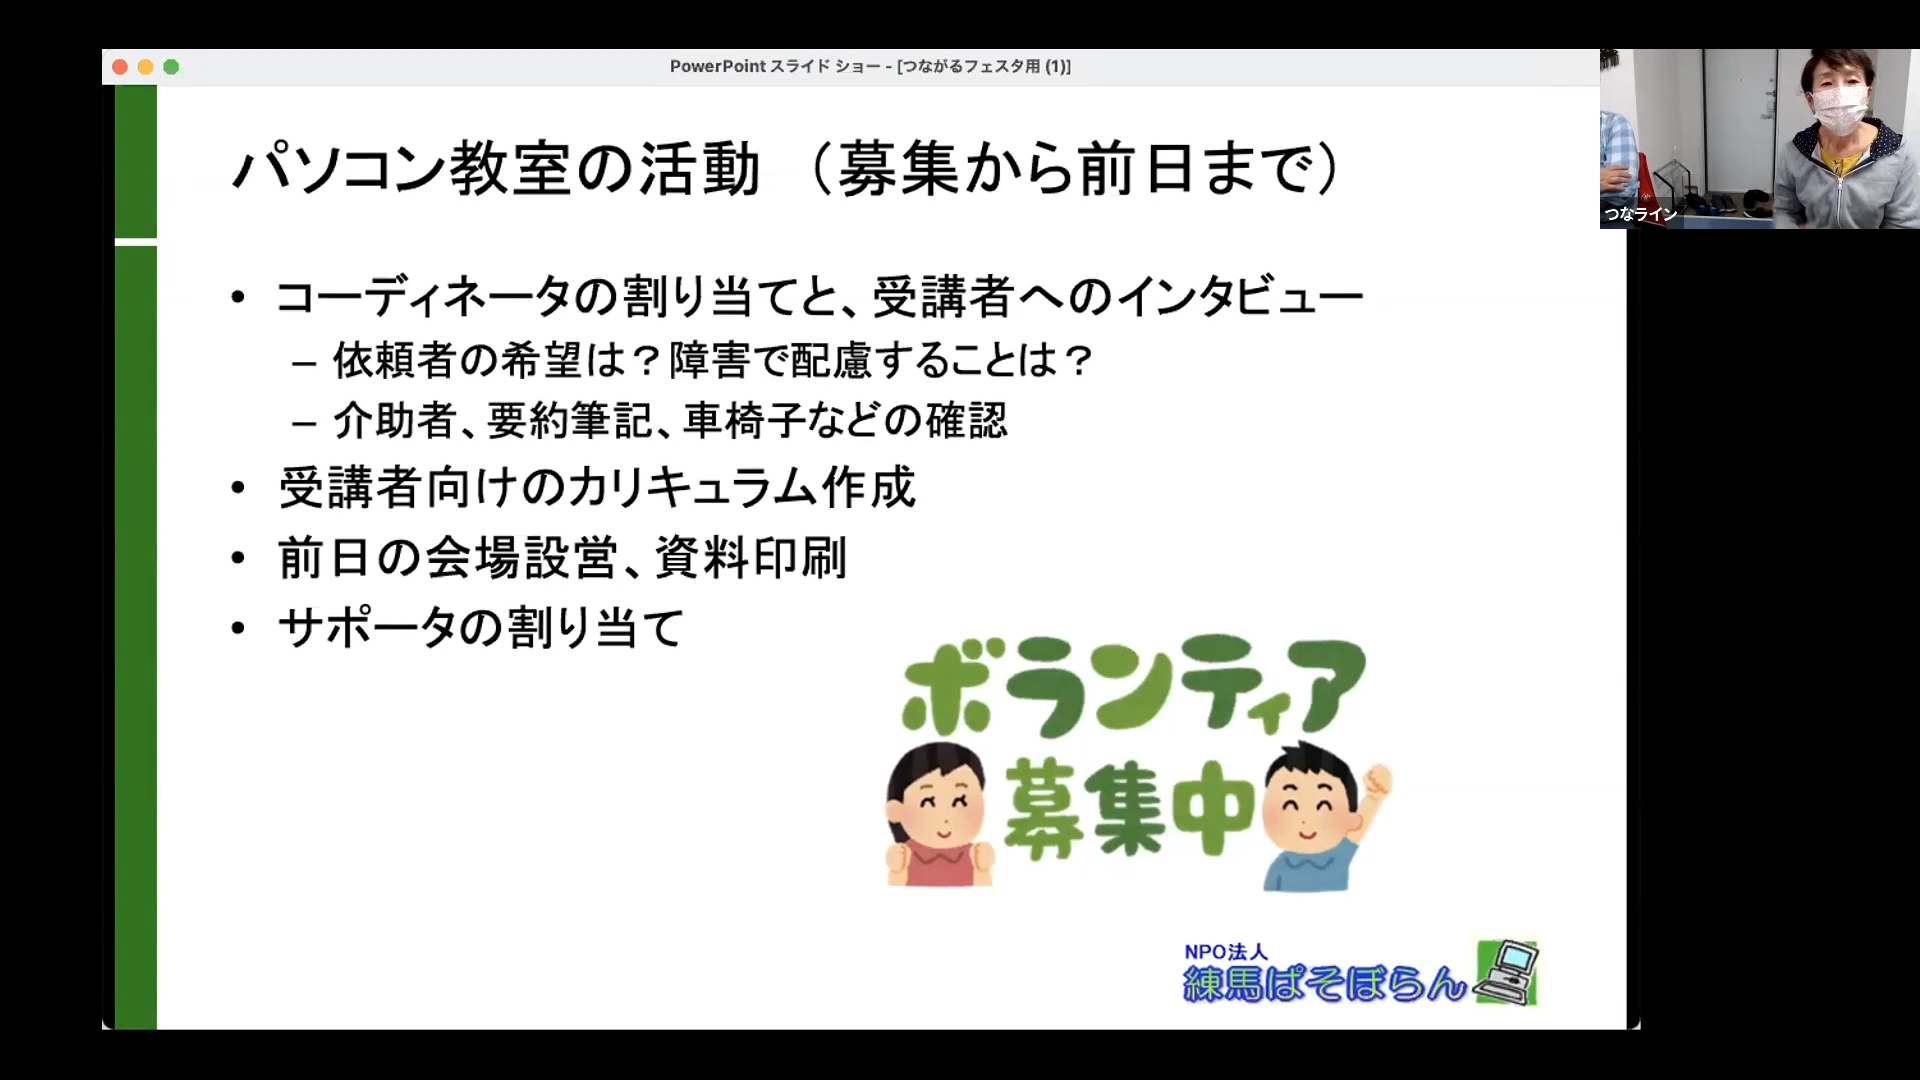 PowerPoint スライド ショー - [つながるフェスタ用 (1)]
パソコン教室の活動 （募集から前日まで）
• コーディネータの割り当てと、受講者へのインタビュー
– 依頼者の希望は？障害で配慮することは？
– 介助者、要約筆記、車椅子などの確認
• 受講者向けのカリキュラム作成
• 前日の会場設営、資料印刷
• サポータの割り当て
ボランティア
募集中
NPO法人
練馬ぱそぼらん
つなライン